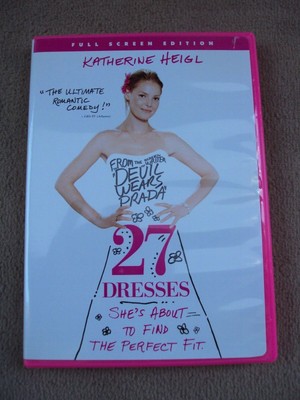 FULL SCREEN EDITION
KATHERINE HEIGL
"THE ULTIMATE
ROMANTIC
COMEDY!"
FROM THE SCREENWRITER OF
'DEVIL
WEARS
PRADA'
27
DRESSES
SHE'S ABOUT
TO FIND
THE PERFECT FIT.